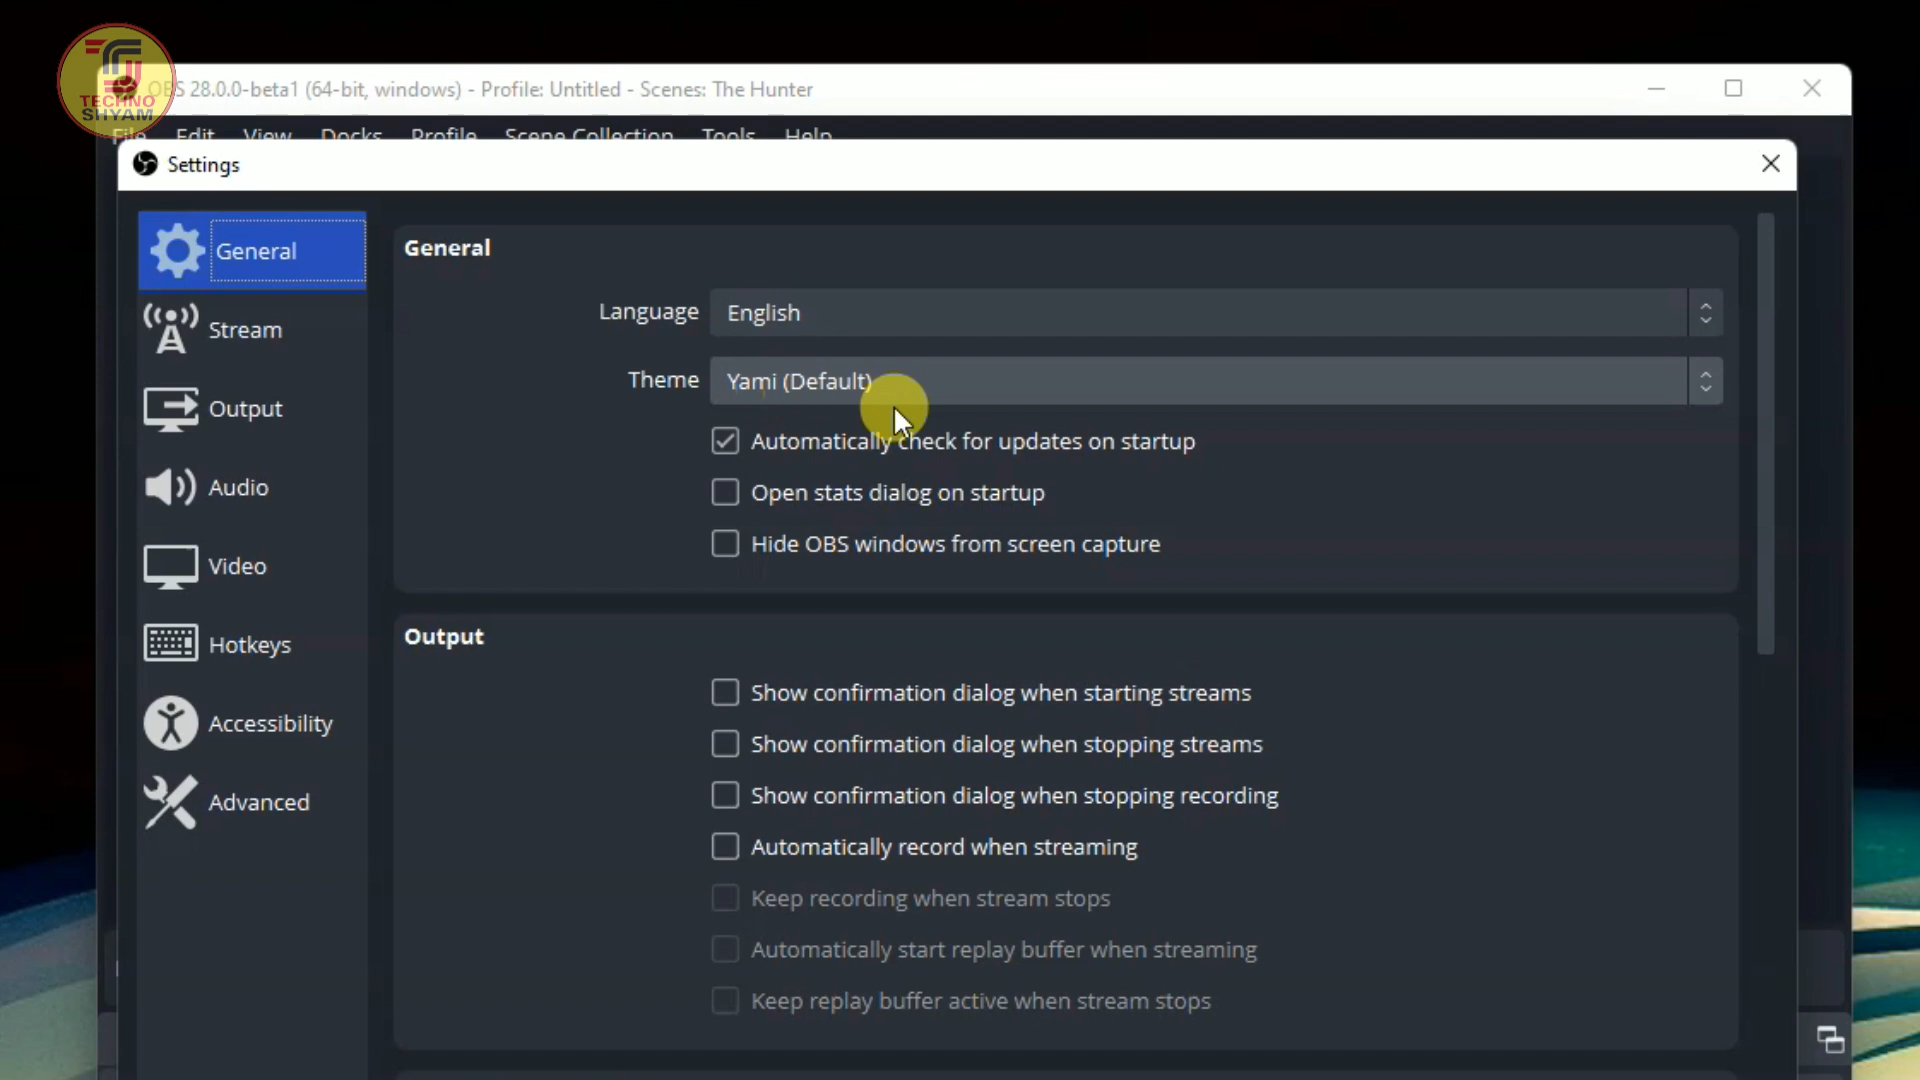 TECHNO
SHYAM
OBS 28.0.0-beta1 (64-bit, windows) - Profile: Untitled - Scenes: The Hunter
File Edit View Docks Profile Scene Collection Tools Help
Settings
General
Stream
Output
Audio
Video
Hotkeys
Accessibility
Advanced
General
Language English
Theme Yami (Default)
Automatically check for updates on startup
Open stats dialog on startup
Hide OBS windows from screen capture
Output
Show confirmation dialog when starting streams
Show confirmation dialog when stopping streams
Show confirmation dialog when stopping recording
Automatically record when streaming
Keep recording when stream stops
Automatically start replay buffer when streaming
Keep replay buffer active when stream stops